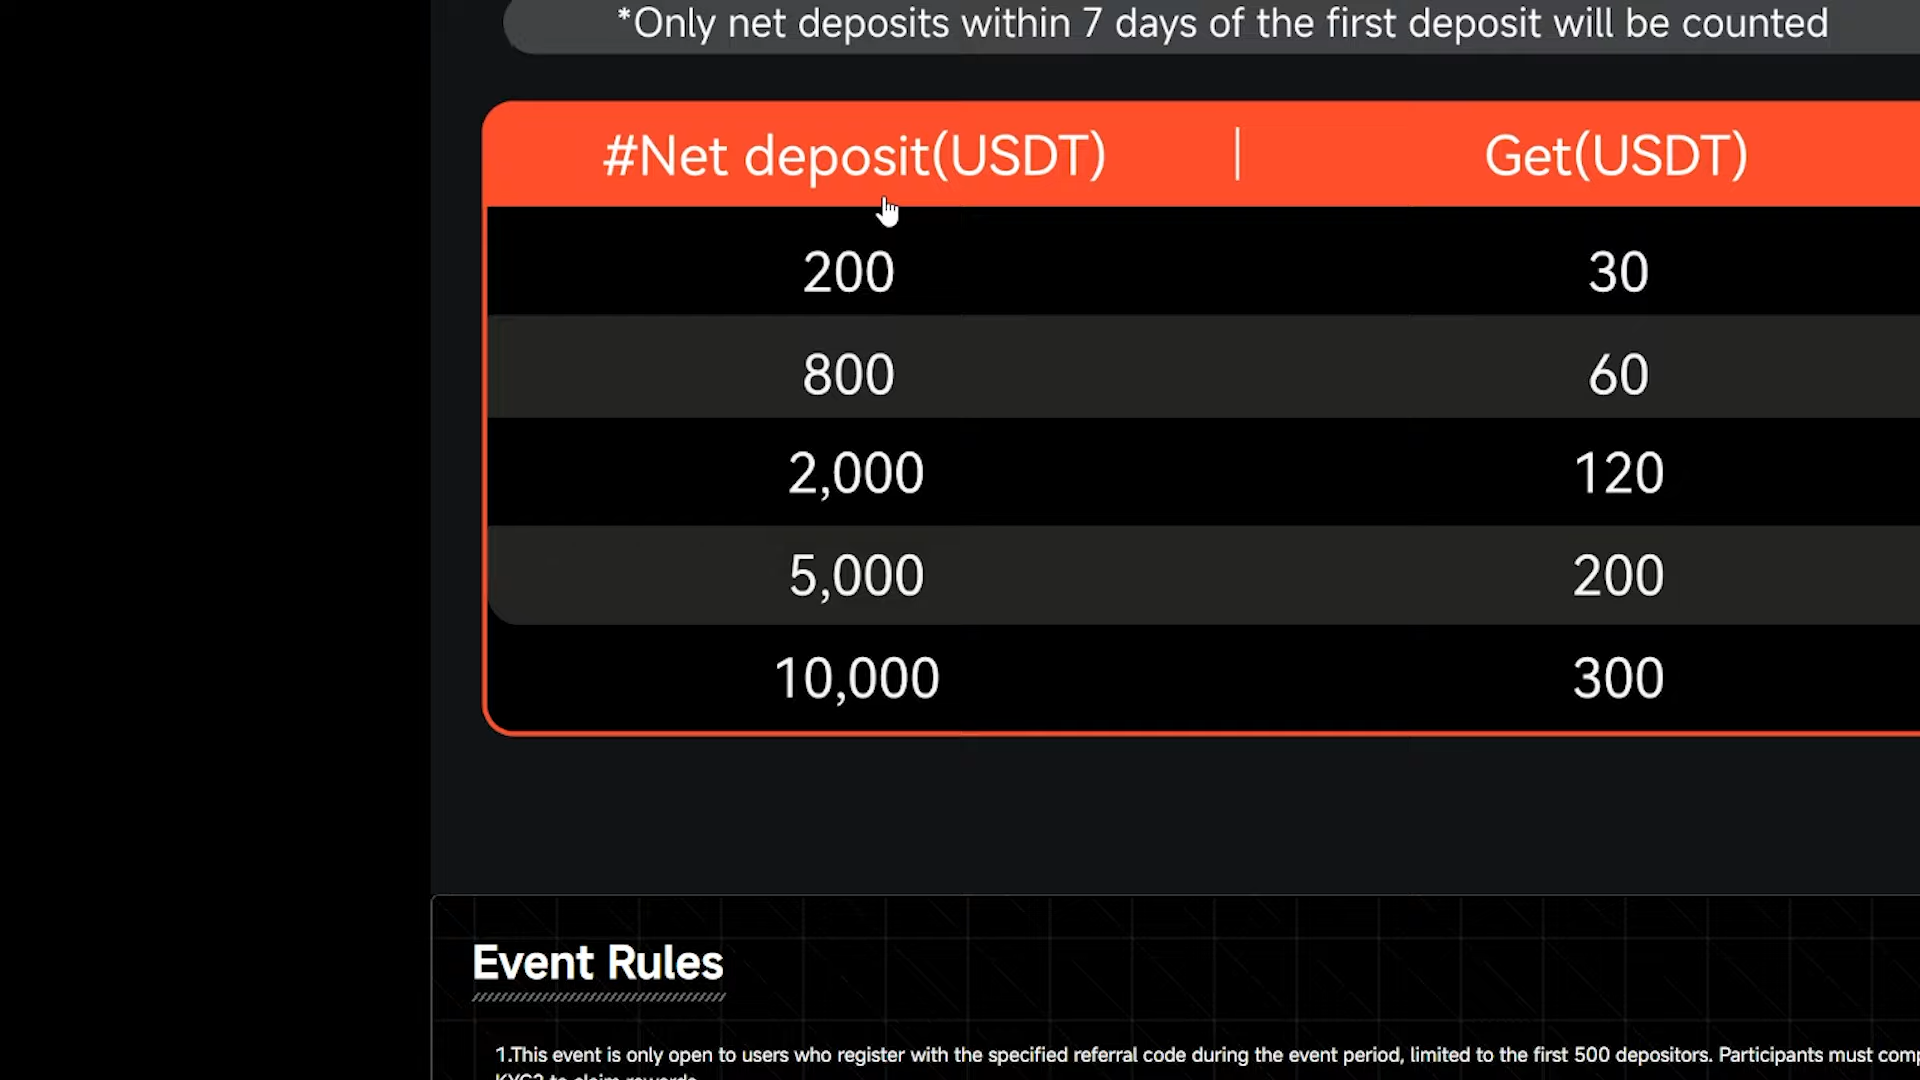 *Only net deposits within 7 days of the first deposit will be counted
#Net deposit(USDT) | Get(USDT)
200 30
800 60
2,000 120
5,000 200
10,000 300
Event Rules
1.This event is only open to users who register with the specified referral code during the event period, limited to the first 500 depositors. Participants must